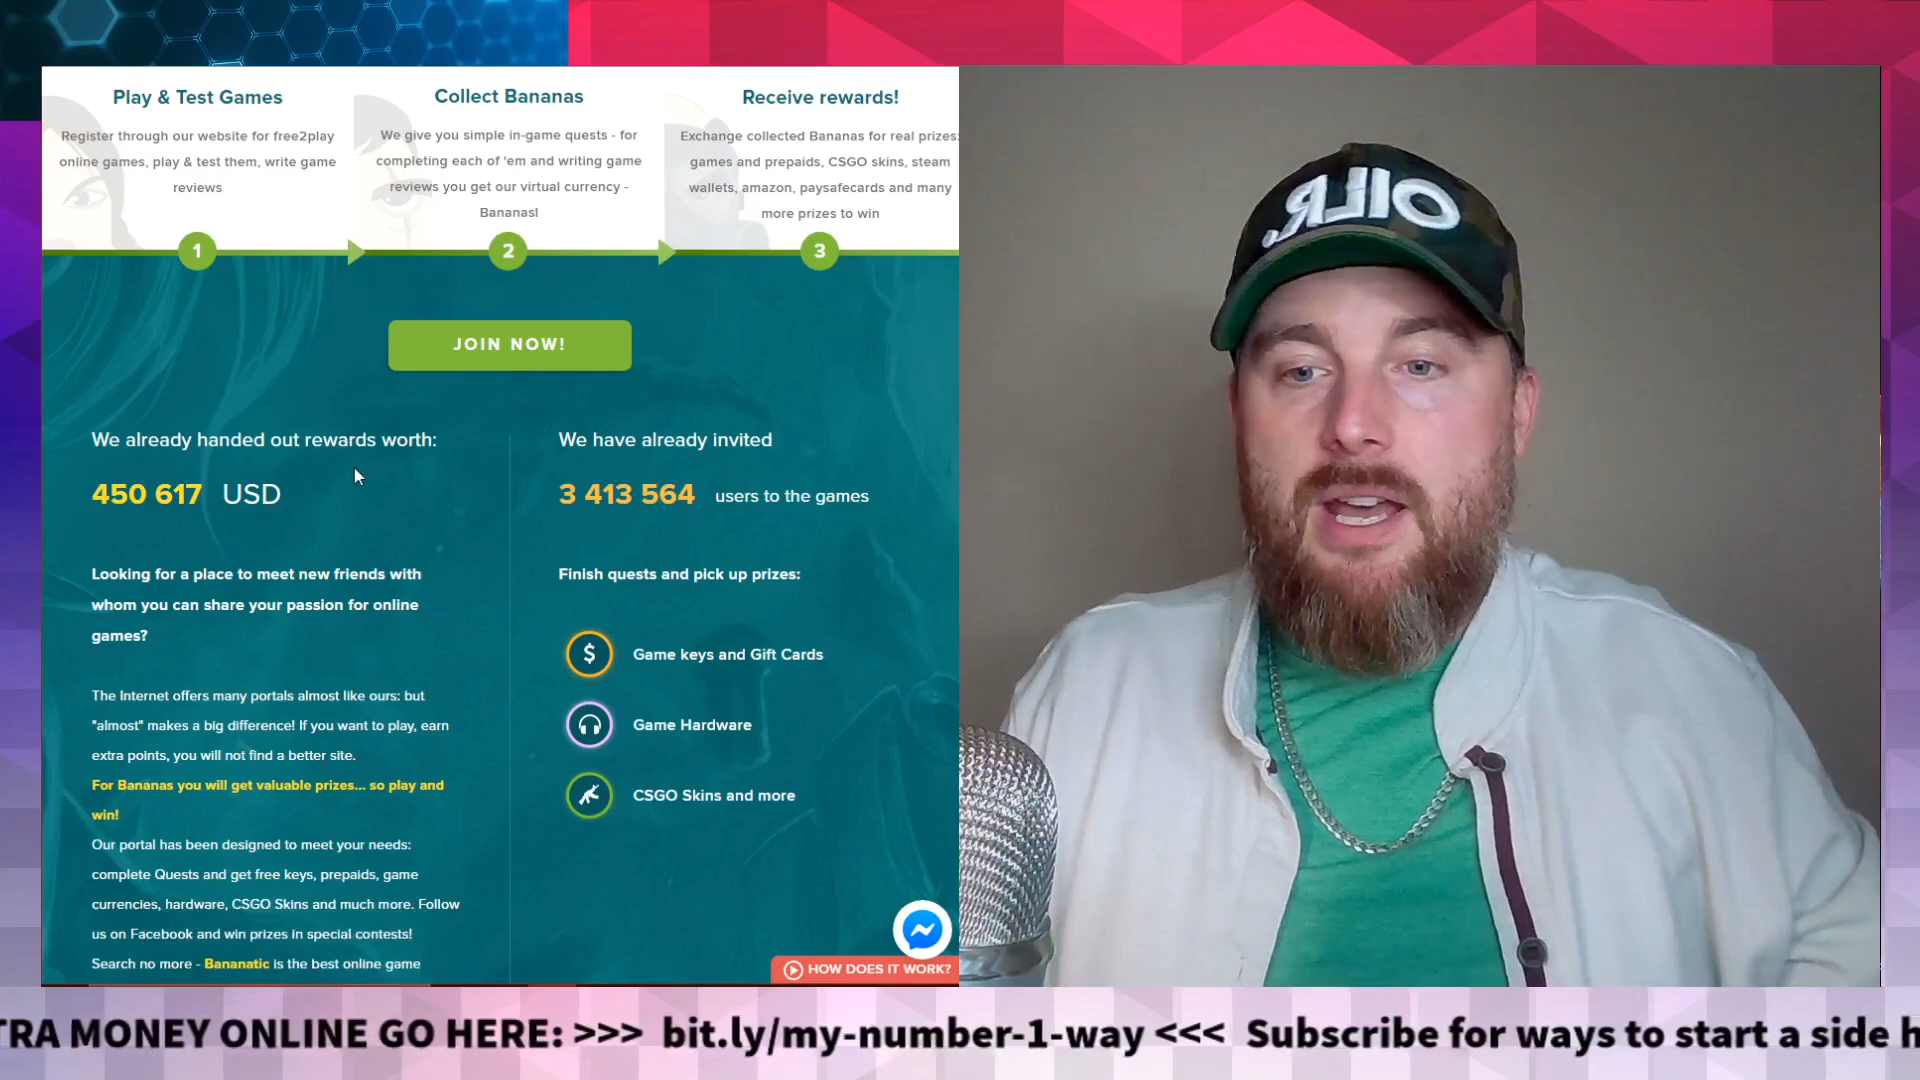 Play & Test Games
Register through our website for free2play
online games, play & test them, write game
reviews
1
Collect Bananas
We give you simple in-game quests - for
completing each of 'em and writing game
reviews you get our virtual currency -
Bananas!
2
Receive rewards!
Exchange collected Bananas for real prizes:
games and prepaids, CSGO skins, steam
wallets, amazon, paysafecards and many
more prizes to win
3
JOIN NOW!
We already handed out rewards worth:
450 617 USD
Looking for a place to meet new friends with
whom you can share your passion for online
games?
The Internet offers many portals almost like ours: but
"almost" makes a big difference! If you want to play, earn
extra points, you will not find a better site.
For Bananas you will get valuable prizes... so play and
win!
Our portal has been designed to meet your needs:
complete Quests and get free keys, prepaids, game
currencies, hardware, CSGO Skins and much more. Follow
us on Facebook and win prizes in special contests!
Search no more - Bananatic is the best online game
We have already invited
3 413 564 users to the games
Finish quests and pick up prizes:
$
Game keys and Gift Cards
Game Hardware
CSGO Skins and more
HOW DOES IT WORK?
OILR
TRA MONEY ONLINE GO HERE: >>> bit.ly/my-number-1-way <<< Subscribe for ways to start a side h